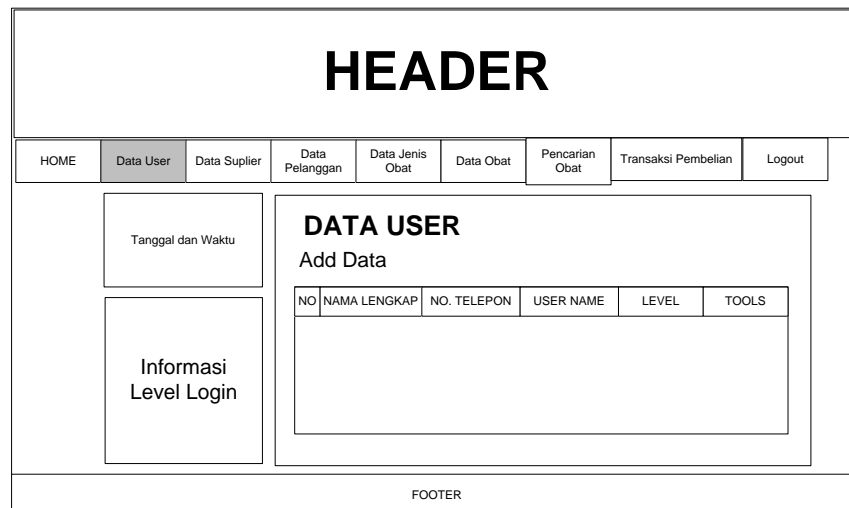 HEADER
HOME
Data User
Data Suplier
Data
Pelanggan
Data Jenis
Obat
Data Obat
Pencarian
Obat
Transaksi Pembelian
Logout
Tanggal dan Waktu
Informasi
Level Login
DATA USER
Add Data
NO NAMA LENGKAP NO. TELEPON USER NAME LEVEL TOOLS
FOOTER